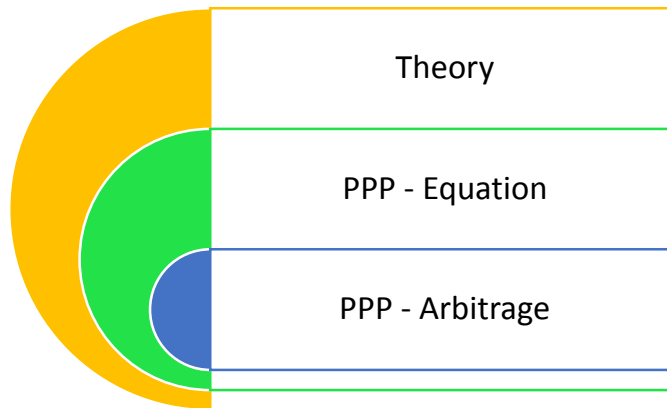 Theory
PPP - Equation
PPP - Arbitrage